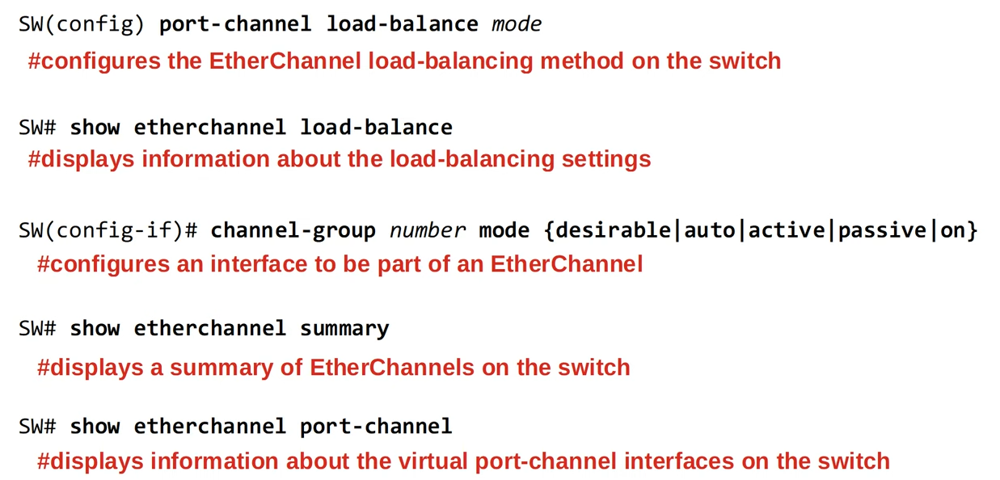 SW(config) port-channel load-balance mode
#configures the EtherChannel load-balancing method on the switch
SW# show etherchannel load-balance
#displays information about the load-balancing settings
SW(config-if)# channel-group number mode {desirable|auto|active|passive|on}
#configures an interface to be part of an EtherChannel
SW# show etherchannel summary
#displays a summary of EtherChannels on the switch
SW# show etherchannel port-channel
#displays information about the virtual port-channel interfaces on the switch